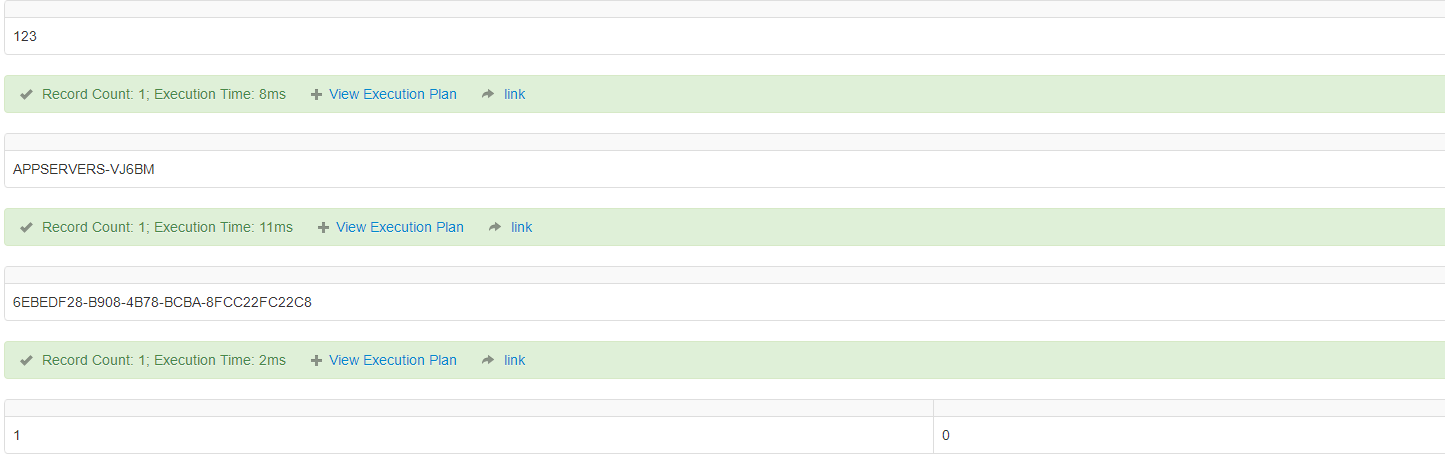 123
Record Count: 1; Execution Time: 8ms View Execution Plan link
APPSERVERS-VJ6BM
Record Count: 1; Execution Time: 11ms View Execution Plan link
6EBEDF28-B908-4B78-BCBA-8FCC22FC22C8
Record Count: 1; Execution Time: 2ms View Execution Plan link
1 0